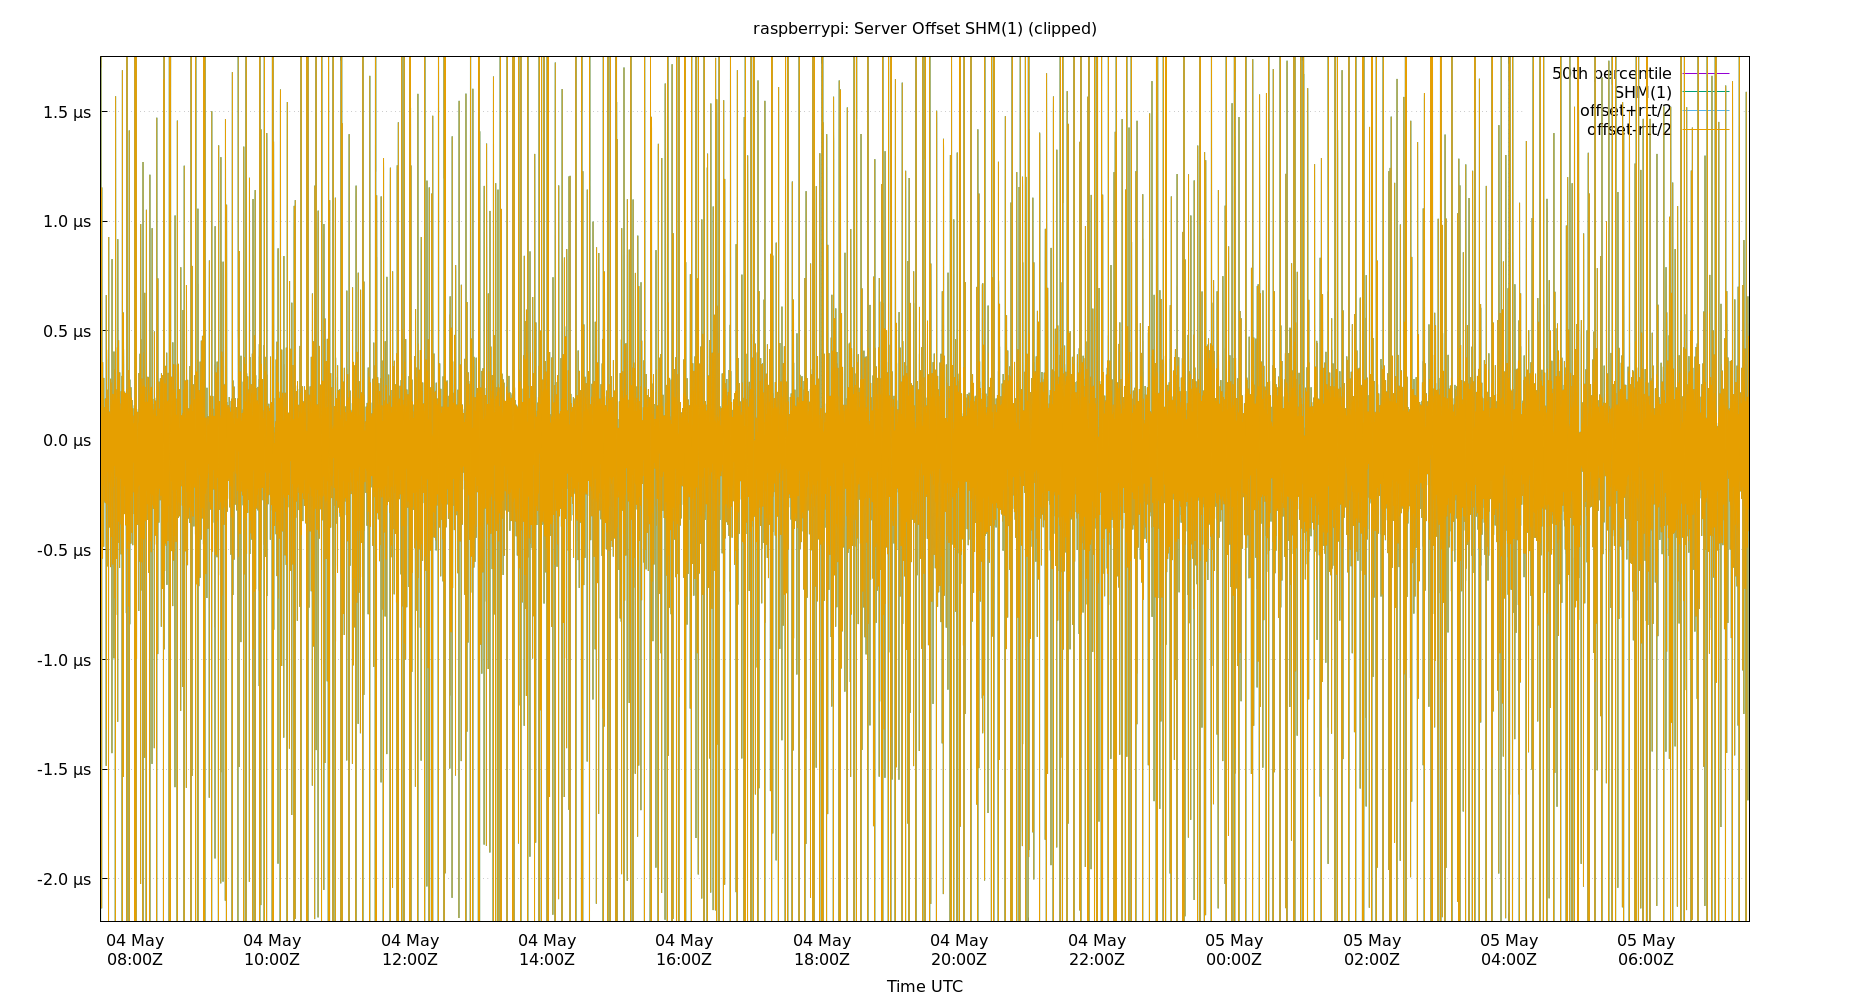 raspberrypi: Server Offset SHM(1) (clipped)
50th percentile
SHM(1)
offset+rtt/2
offset-rtt/2
1.5 µs
1.0 µs
0.5 µs
0.0 µs
-0.5 µs
-1.0 µs
-1.5 µs
-2.0 µs
04 May 04 May 04 May 04 May 04 May 04 May 04 May 04 May 05 May 05 May 05 May 05 May
08:00Z 10:00Z 12:00Z 14:00Z 16:00Z 18:00Z 20:00Z 22:00Z 00:00Z 02:00Z 04:00Z 06:00Z
Time UTC